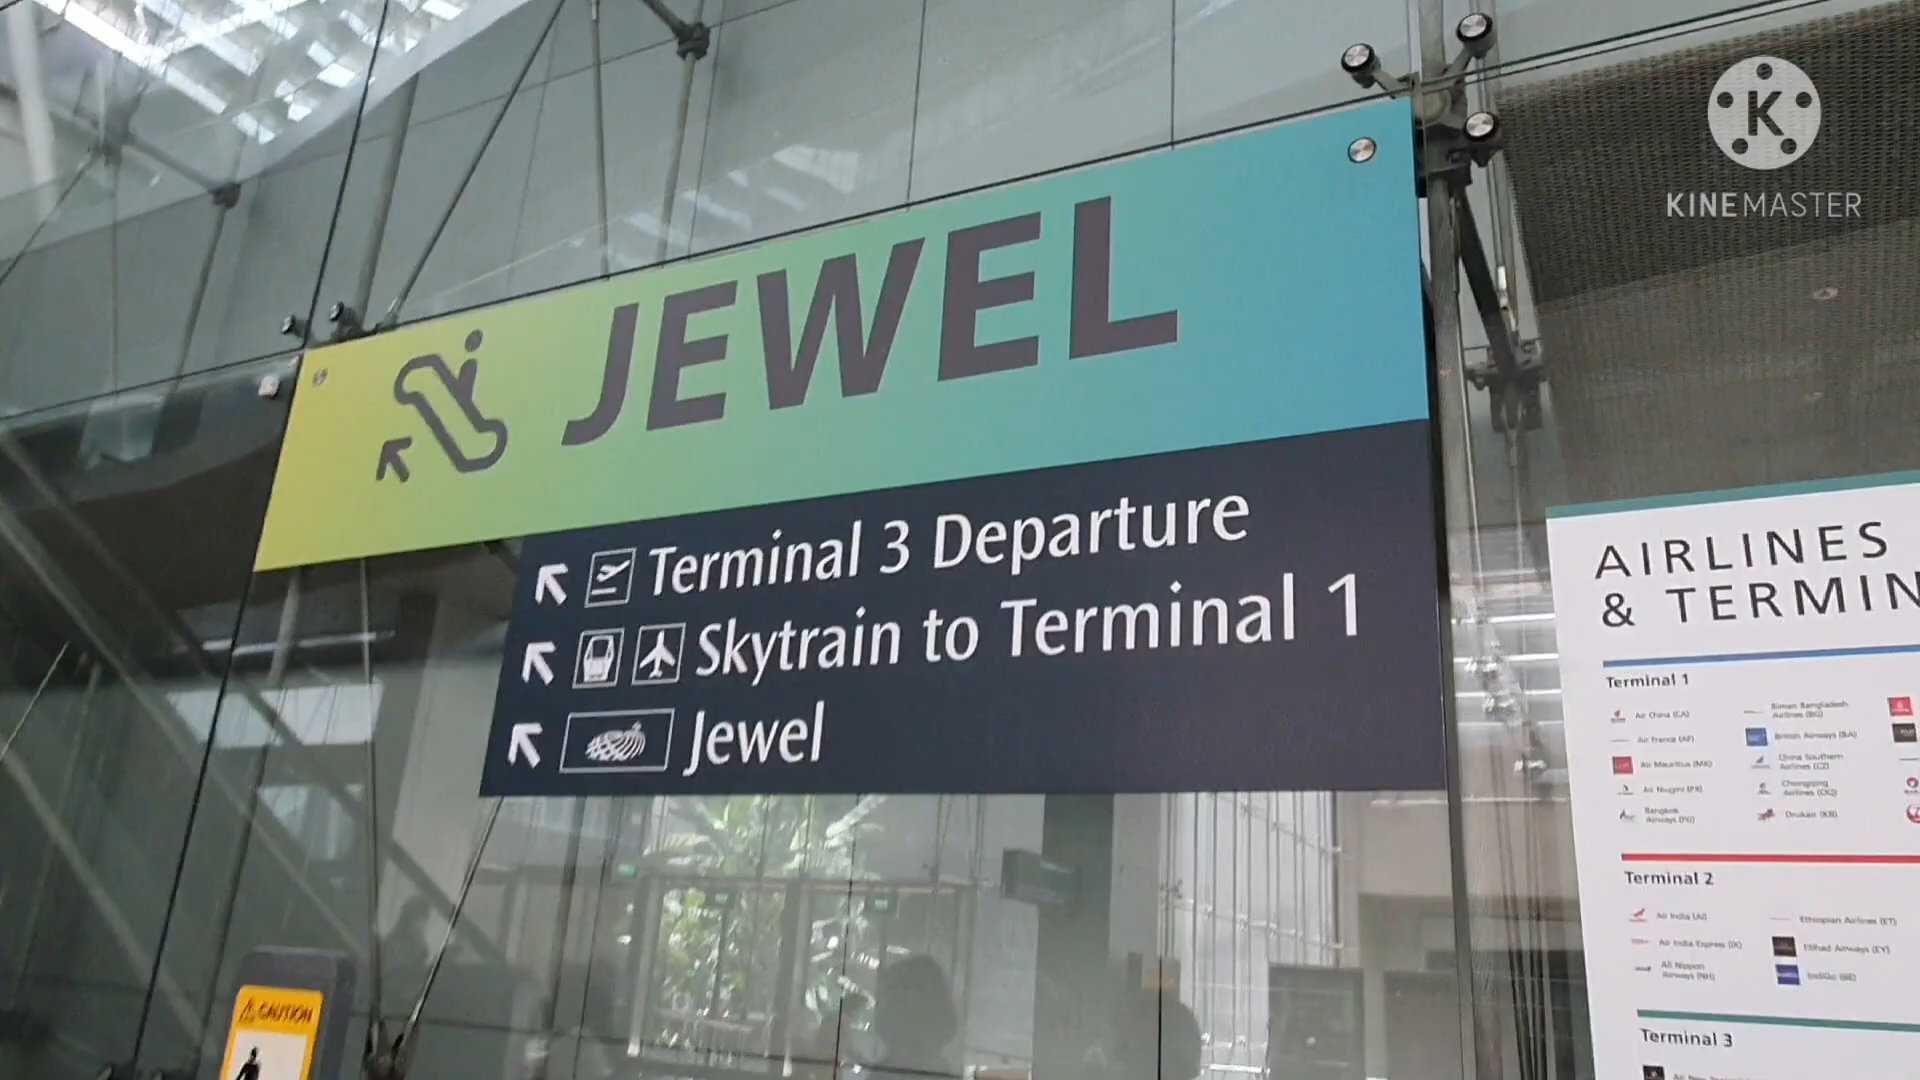 K
KINEMASTER
JEWEL
Terminal 3 Departure
Skytrain to Terminal 1
Jewel
AIRLINES
& TERMIN
Terminal 1
Air China (CA)
Air France (AF)
Air Mauritius (MK)
Air Niugini (PX)
Bangkok
Airways (PG)
Biman Bangladesh
Airlines (BG)
British Airways (BA)
China Southern
Airlines (CZ)
Chongqing
Airlines (OQ)
Drukair (KB)
Terminal 2
Air India (AI)
Air India Express (IX)
All Nippon
Airways (NH)
Ethiopian Airlines (ET)
Etihad Airways (EY)
IndiGo (6E)
Terminal 3
CAUTION